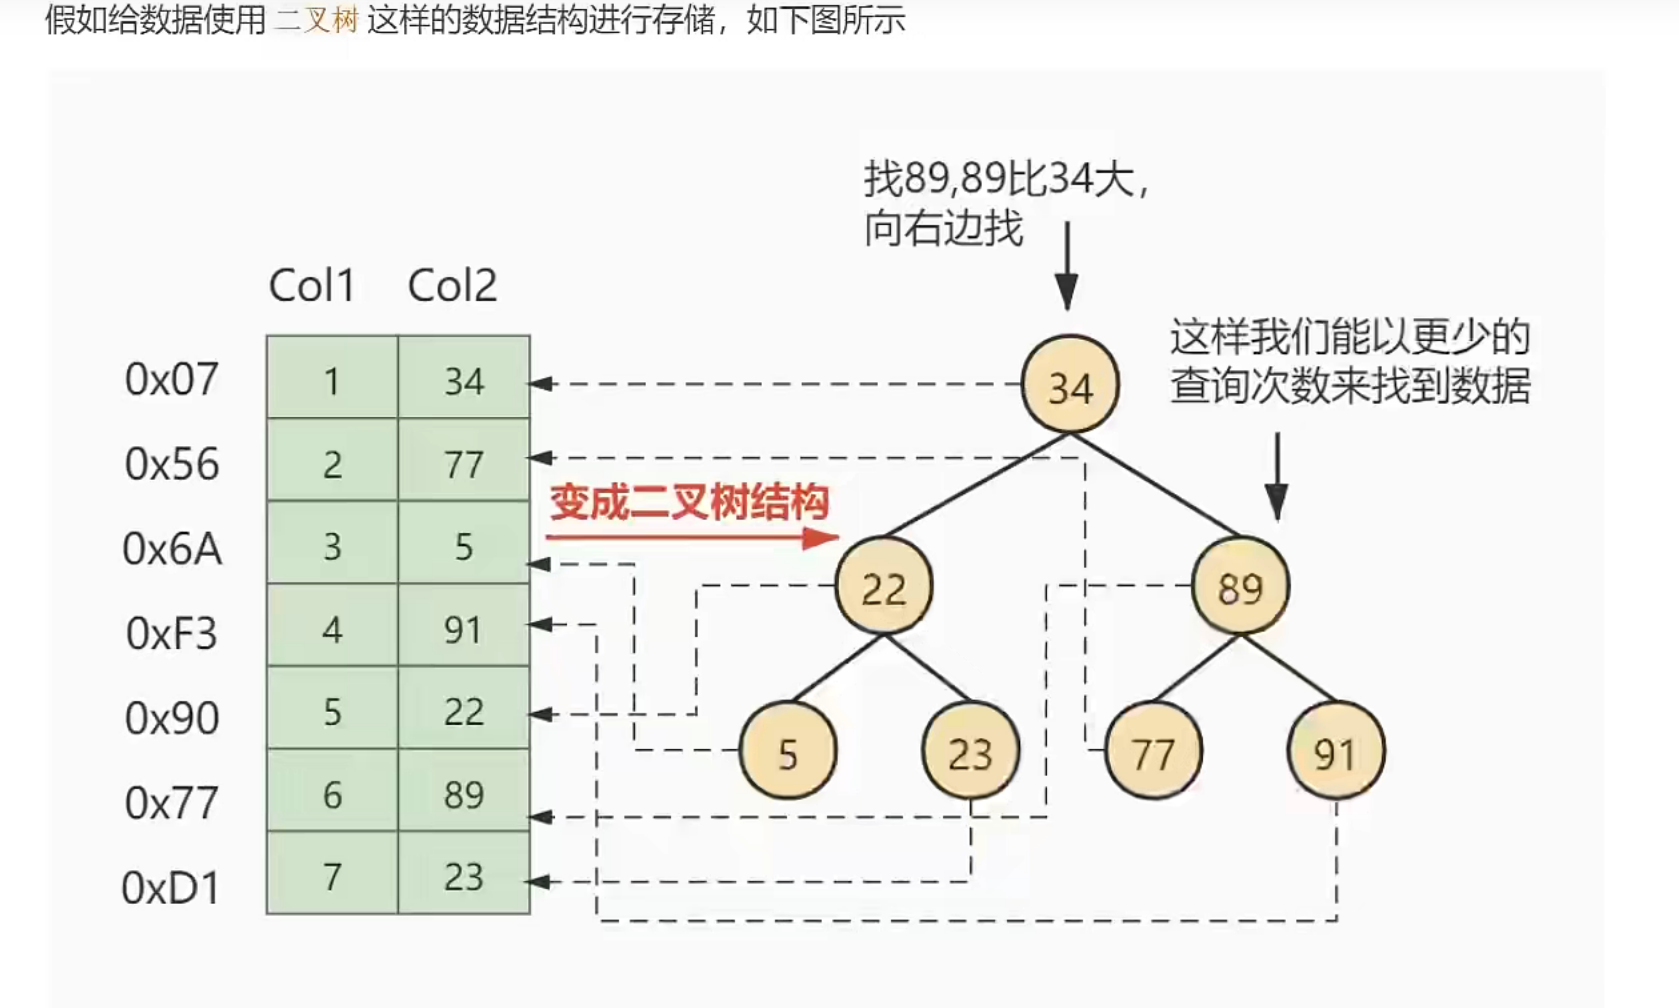 假如给数据使用 二叉树 这样的数据结构进行存储，如下图所示
找89,89比34大，
向右边找
Col1 Col2
这样我们能以更少的
查询次数来找到数据
0x07 1 34
34
0x56 2 77
变成二叉树结构
0x6A 3 5
22 89
0xF3 4 91
0x90 5 22
5 23 77 91
0x77 6 89
0xD1 7 23